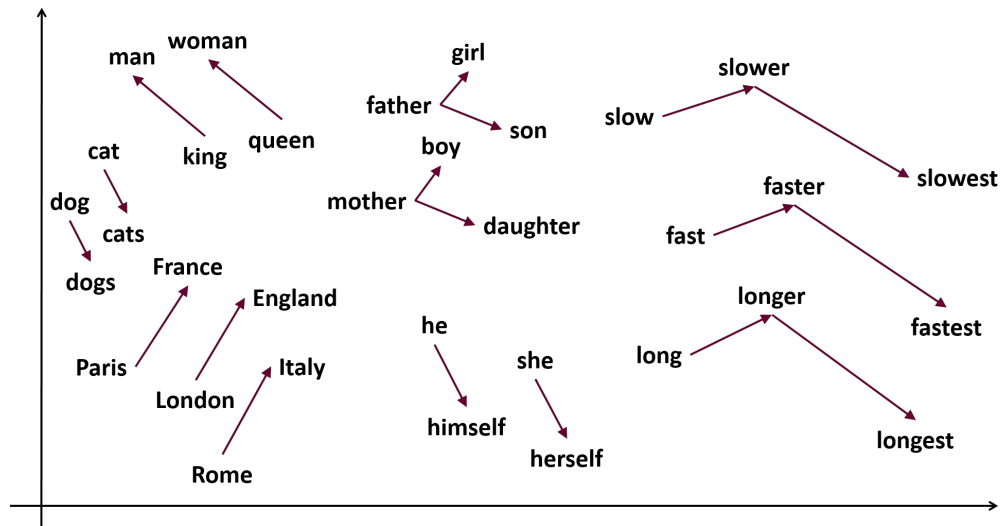 man
woman
king
queen
cat
cats
dog
dogs
France
England
Italy
Paris
London
Rome
girl
father
son
boy
mother
daughter
he
himself
she
herself
slower
slow
slowest
faster
fast
fastest
longer
long
longest